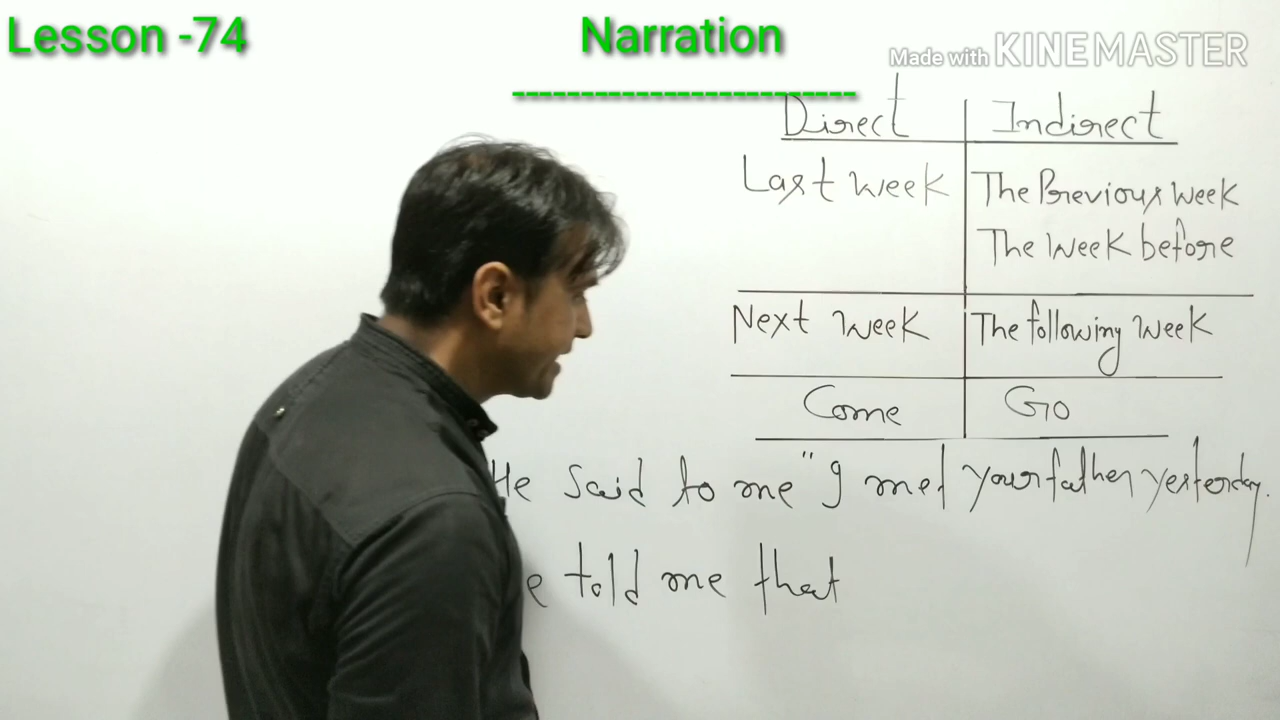 Lesson -74
Narration
Made with KINEMASTER
-------------------------
Direct Indirect
Last week The Previous week
The week before
Next week The following week
Come Go
He said to me "I met your father yesterday.
e told me that